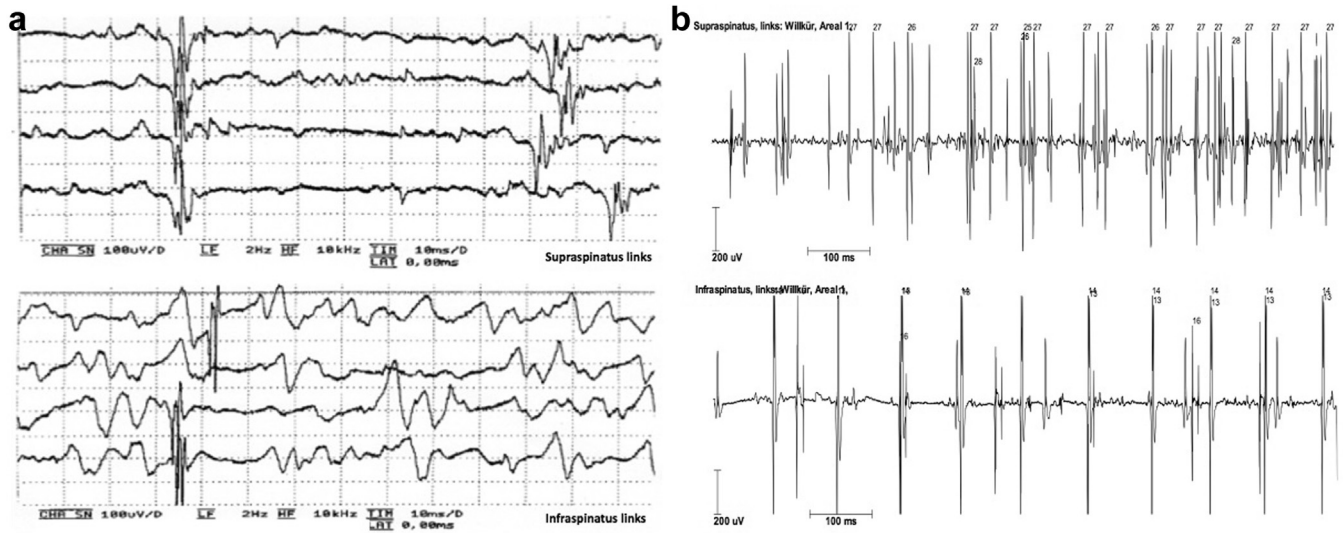 a
CHA SN 100uV/D LF 2Hz HF 10kHz TIM 10ms/D
LAT 0,00ms
Supraspinatus links
CHA SN 100uV/D LF 2Hz HF 10kHz TIM 10ms/D
LAT 0,00ms
Infraspinatus links
b
Supraspinatus, links: Willkür, Areal 1,
27 27 26 27 27 25 27 27 27 26 27 27 27 27 27 27 27
28 26 28
200 uV
100 ms
Infraspinatus, links: Willkür, Areal 1,
14 14 14 14 14
13 13 13 13 13
16 16
200 uV
100 ms